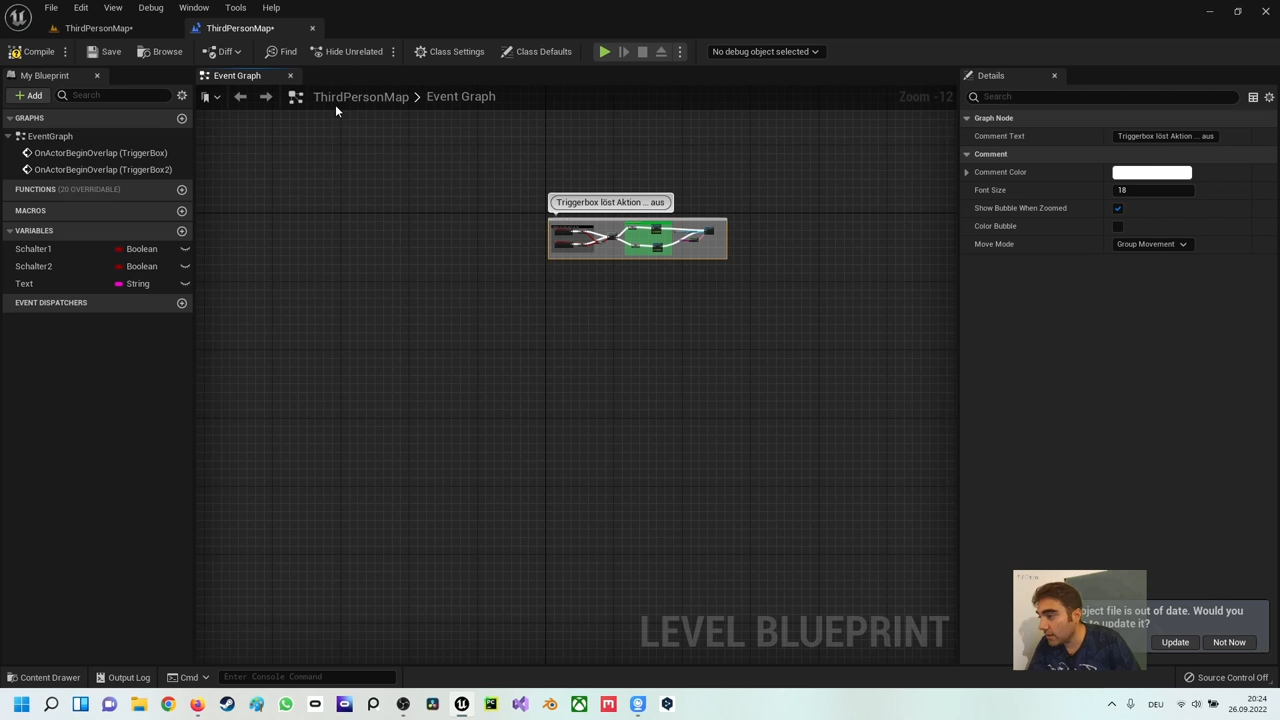 File Edit View Debug Window Tools Help
ThirdPersonMap*
ThirdPersonMap*
Compile Save Browse Diff Find Hide Unrelated Class Settings Class Defaults No debug object selected
My Blueprint
Event Graph
Details
Add Search
ThirdPersonMap > Event Graph
Zoom -12
Search
GRAPHS
EventGraph
OnActorBeginOverlap (TriggerBox)
OnActorBeginOverlap (TriggerBox2)
FUNCTIONS (20 OVERRIDABLE)
MACROS
VARIABLES
Schalter1 Boolean
Schalter2 Boolean
Text String
EVENT DISPATCHERS
Triggerbox löst Aktion ... aus
LEVEL BLUEPRINT
Graph Node
Comment Text Triggerbox löst Aktion ... aus
Comment
Comment Color
Font Size 18
Show Bubble When Zoomed
Color Bubble
Move Mode Group Movement
file is out of date. Would you
to update it?
Update Not Now
Content Drawer Output Log Cmd Enter Console Command
Source Control Off
DEU
20:24
26.09.2022